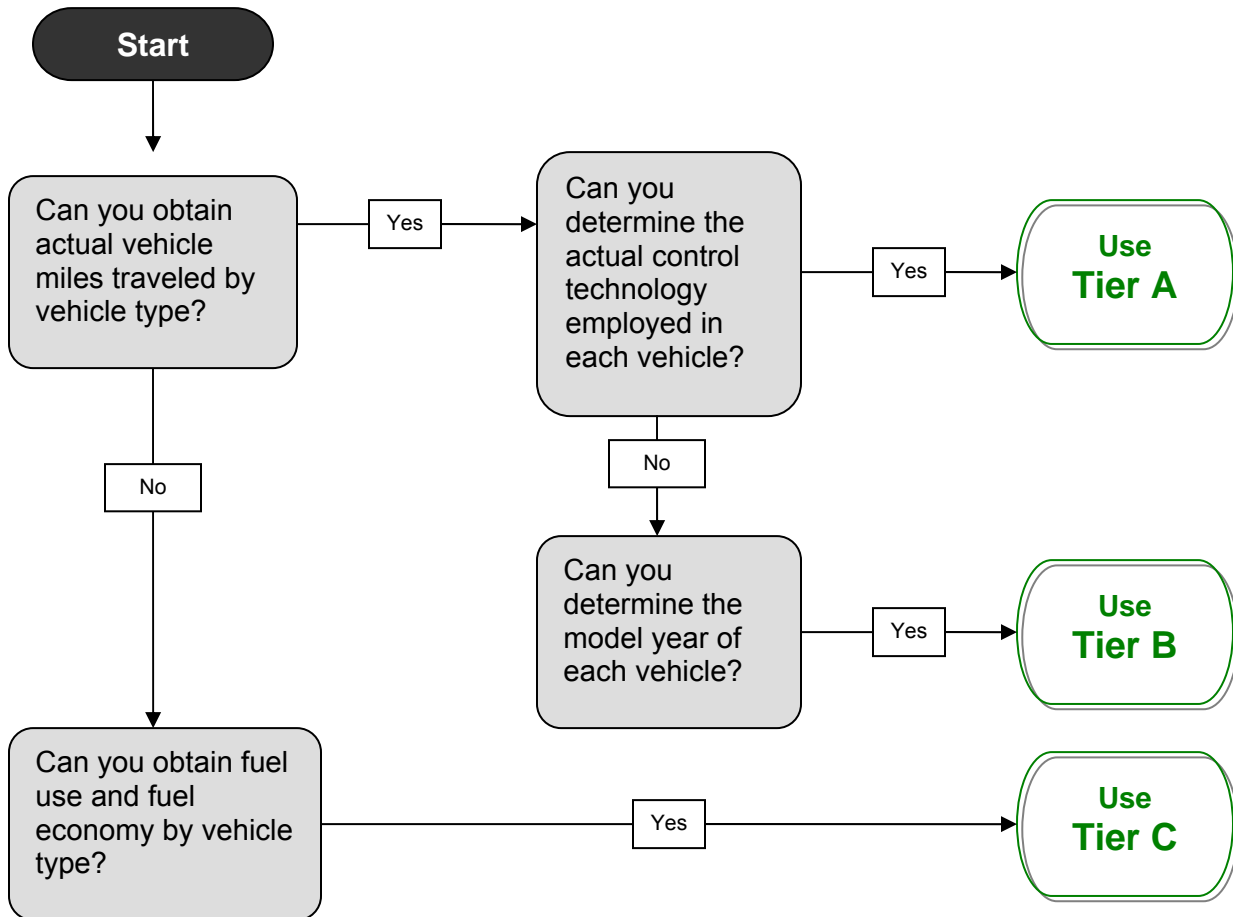 Start
Can you obtain
actual vehicle
miles traveled by
vehicle type?
Yes
Can you
determine the
actual control
technology
employed in
each vehicle?
Yes
Use
Tier A
No
No
Can you
determine the
model year of
each vehicle?
Yes
Use
Tier B
Can you obtain fuel
use and fuel
economy by vehicle
type?
Yes
Use
Tier C